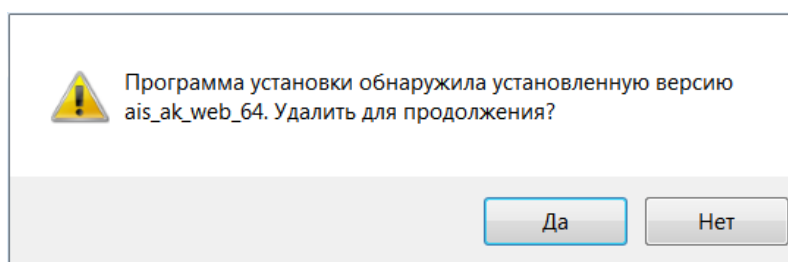 Программа установки обнаружила установленную версию
ais_ak_web_64. Удалить для продолжения?
Да
Нет